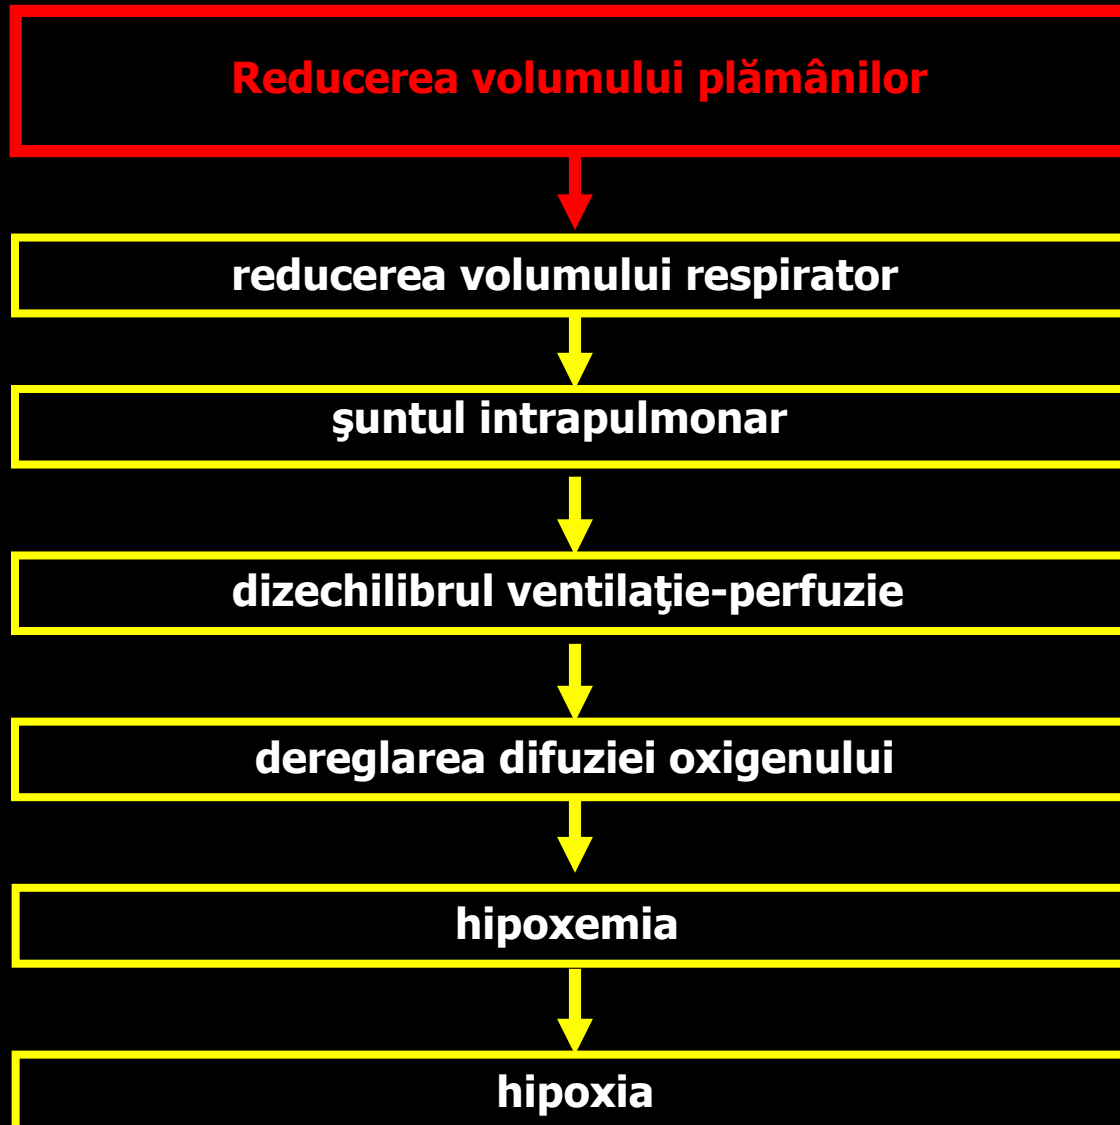 Reducerea volumului plămânilor
reducerea volumului respirator
şuntul intrapulmonar
dizechilibrul ventilaţie-perfuzie
dereglarea difuziei oxigenului
hipoxemia
hipoxia